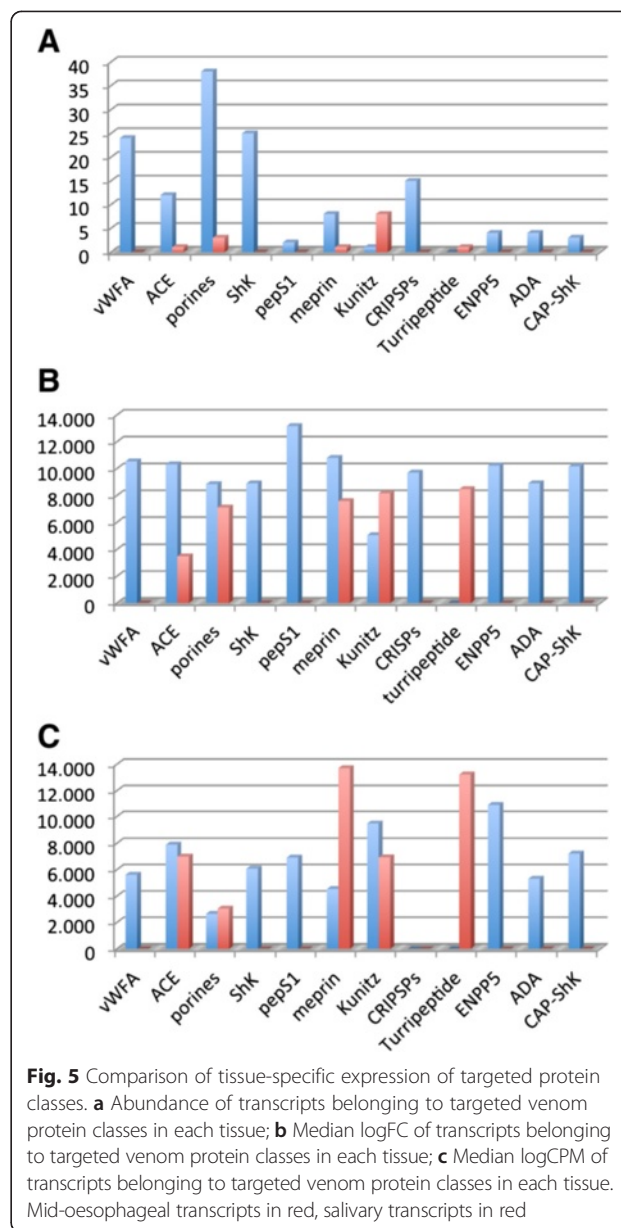 A
40
35
30
25
20
15
10
5
0
vWFA
ACE
porines
ShK
pepS1
meprin
Kunitz
CRIPSPs
Turripeptide
ENPP5
ADA
CAP-ShK
B
14.000
12.000
10.000
8.000
6.000
4.000
2.000
0
vWFA
ACE
porines
ShK
pepS1
meprin
Kunitz
CRISPs
turripeptide
ENPP5
ADA
CAP-ShK
C
14.000
12.000
10.000
8.000
6.000
4.000
2.000
0
vWFA
ACE
porines
ShK
pepS1
meprin
Kunitz
CRIPSPs
Turripeptide
ENPP5
ADA
CAP-ShK
Fig. 5 Comparison of tissue-specific expression of targeted protein
classes. a Abundance of transcripts belonging to targeted venom
protein classes in each tissue; b Median logFC of transcripts belonging
to targeted venom protein classes in each tissue; c Median logCPM of
transcripts belonging to targeted venom protein classes in each tissue.
Mid-oesophageal transcripts in red, salivary transcripts in red